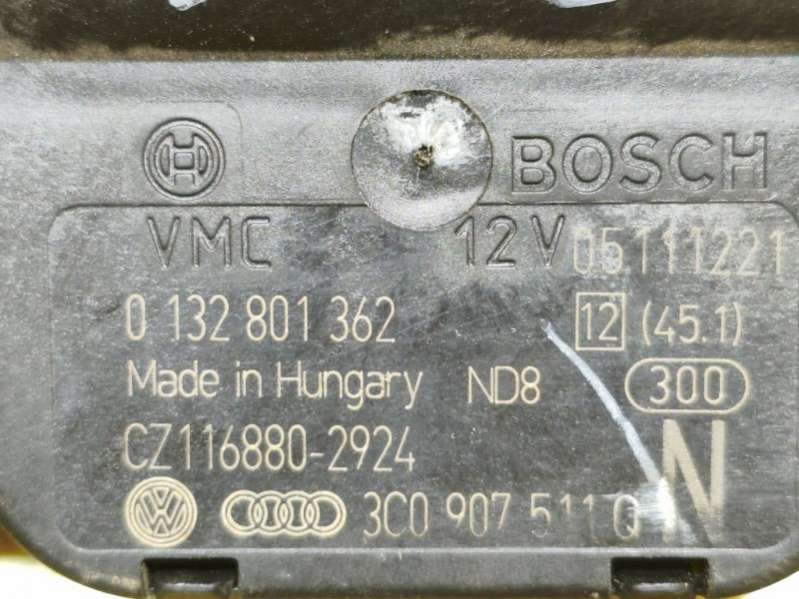 BOSCH
VMC 12V 05111221
0 132 801 362 12 (45.1)
Made in Hungary ND8 300
CZ116880-2924 N
3C0 907 511 Q